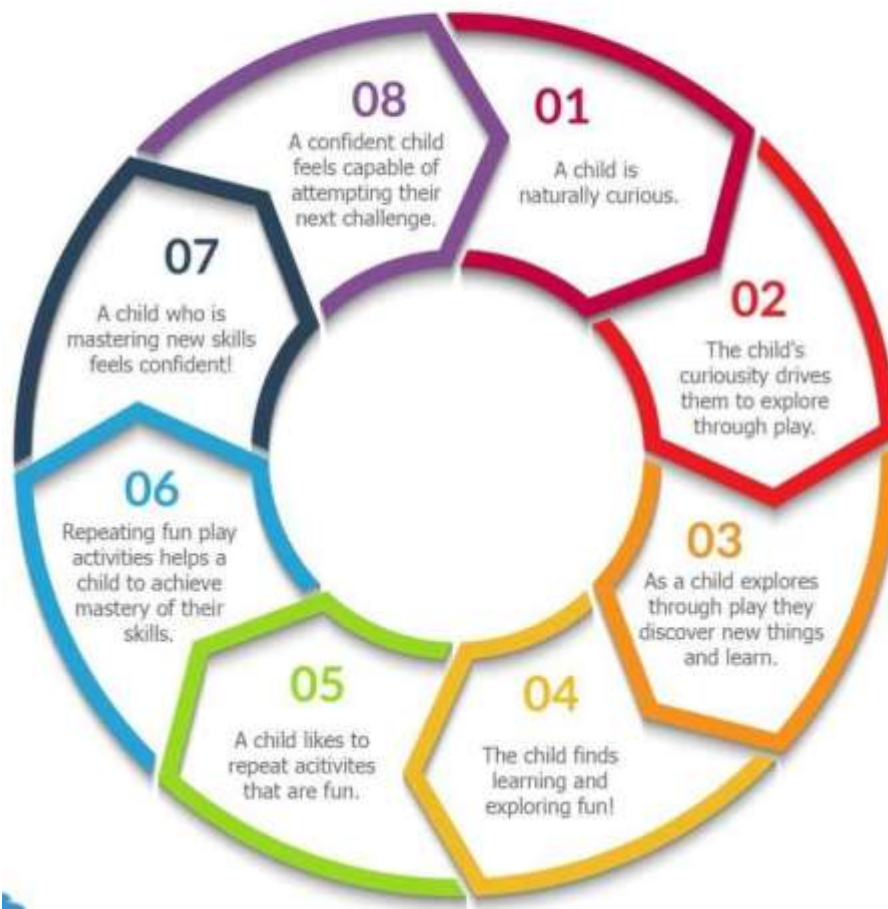 01
A child is
naturally curious.
02
The child's
curiousity drives
them to explore
through play.
03
As a child explores
through play they
discover new things
and learn.
04
The child finds
learning and
exploring fun!
05
A child likes to
repeat acitivites
that are fun.
06
Repeating fun play
activities helps a
child to achieve
mastery of their
skills.
07
A child who is
mastering new skills
feels confident!
08
A confident child
feels capable of
attempting their
next challenge.